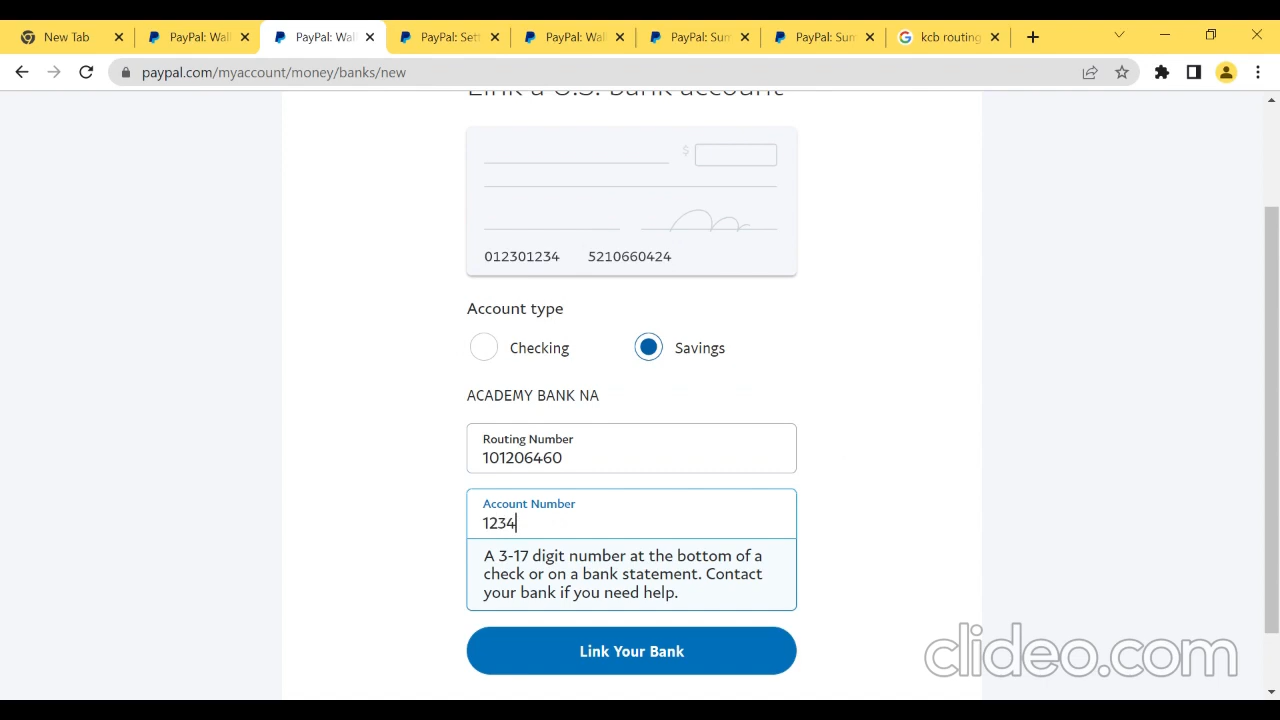 New Tab PayPal: Wal PayPal: Wal PayPal: Set PayPal: Wal PayPal: Sum PayPal: Sum kcb routing
paypal.com/myaccount/money/banks/new
Link a U.S. bank account
$
012301234 5210660424
Account type
Checking Savings
ACADEMY BANK NA
Routing Number
101206460
Account Number
1234
A 3-17 digit number at the bottom of a
check or on a bank statement. Contact
your bank if you need help.
Link Your Bank
clideo.com